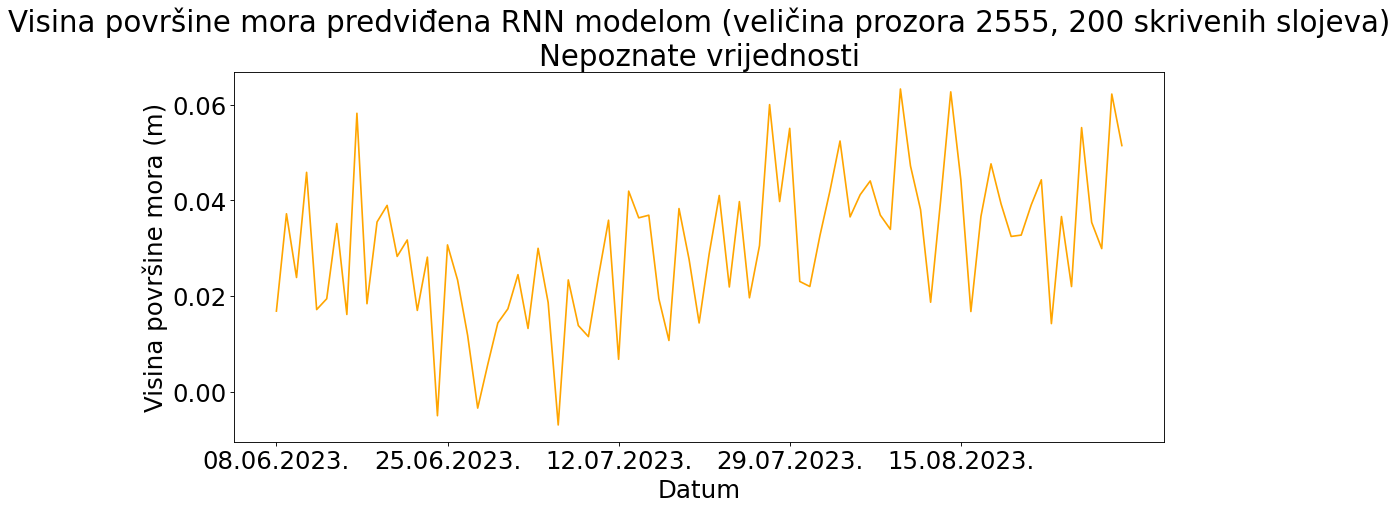 Visina površine mora predviđena RNN modelom (veličina prozora 2555, 200 skrivenih slojeva)
Nepoznate vrijednosti
Visina površine mora (m)
0.06
0.04
0.02
0.00
08.06.2023. 25.06.2023. 12.07.2023. 29.07.2023. 15.08.2023.
Datum